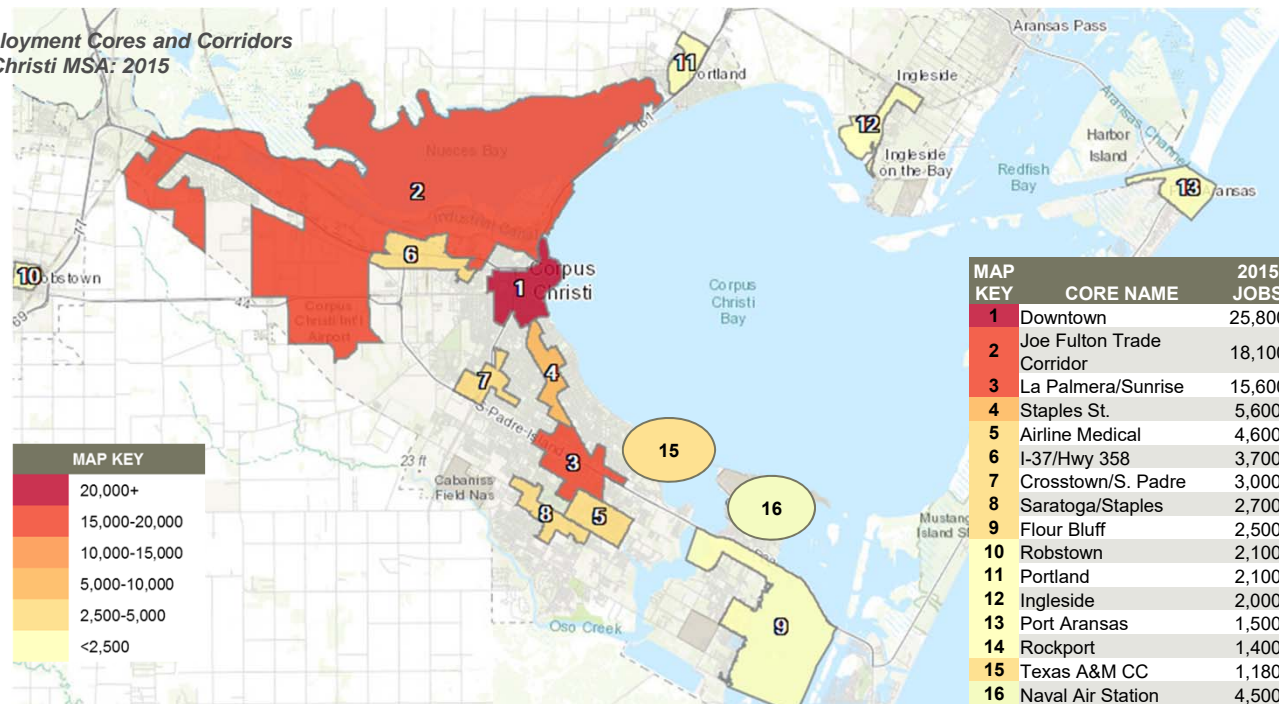 loyment Cores and Corridors
Christi MSA: 2015
Aransas Pass
11
ortland
Ingleside
181
12
Aransas Channel
Harbor
Island
Nueces Bay
Ingleside
on the Bay
Redfish
Bay
2
13
ansas
Industrial Canal
77
6
10
obstown
Corpus
Christi
1
Corpus
Christi
Bay
44
69
Corpus
Christi Int'l
Airport
7
4
S-Padre-Island
15
23 ft
3
Cabaniss
Field Nas
16
8
5
Mustang
Island S
Oso Creek
9
MAP KEY
20,000+
15,000-20,000
10,000-15,000
5,000-10,000
2,500-5,000
<2,500
MAP KEY CORE NAME 2015 JOBS
1 Downtown 25,800
2 Joe Fulton Trade Corridor 18,100
3 La Palmera/Sunrise 15,600
4 Staples St. 5,600
5 Airline Medical 4,600
6 I-37/Hwy 358 3,700
7 Crosstown/S. Padre 3,000
8 Saratoga/Staples 2,700
9 Flour Bluff 2,500
10 Robstown 2,100
11 Portland 2,100
12 Ingleside 2,000
13 Port Aransas 1,500
14 Rockport 1,400
15 Texas A&M CC 1,180
16 Naval Air Station 4,500